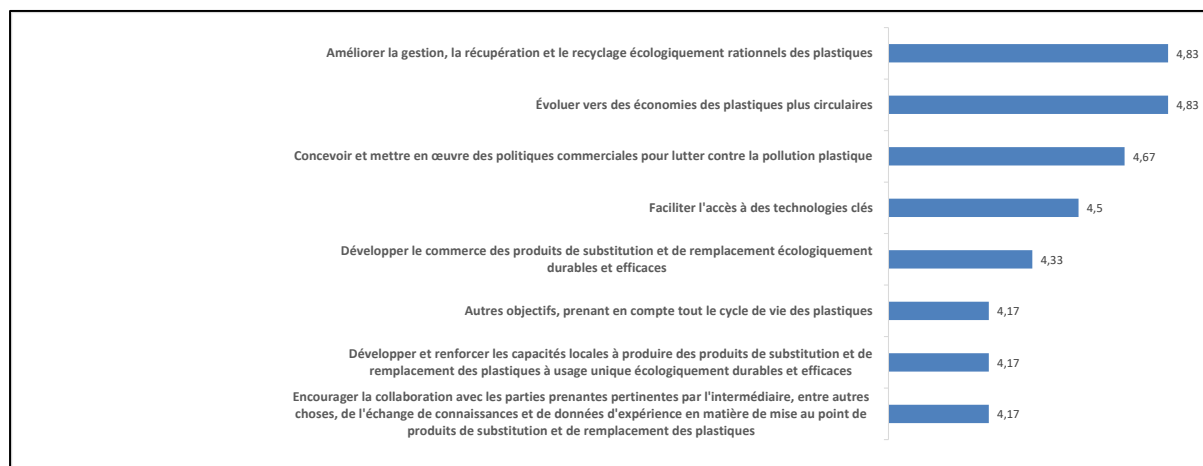 Améliorer la gestion, la récupération et le recyclage écologiquement rationnels des plastiques
4,83
Évoluer vers des économies des plastiques plus circulaires
4,83
Concevoir et mettre en œuvre des politiques commerciales pour lutter contre la pollution plastique
4,67
Faciliter l'accès à des technologies clés
4,5
Développer le commerce des produits de substitution et de remplacement écologiquement
durables et efficaces
4,33
Autres objectifs, prenant en compte tout le cycle de vie des plastiques
4,17
Développer et renforcer les capacités locales à produire des produits de substitution et de
remplacement des plastiques à usage unique écologiquement durables et efficaces
4,17
Encourager la collaboration avec les parties prenantes pertinentes par l'intermédiaire, entre autres
choses, de l'échange de connaissances et de données d'expérience en matière de mise au point de
produits de substitution et de remplacement des plastiques
4,17